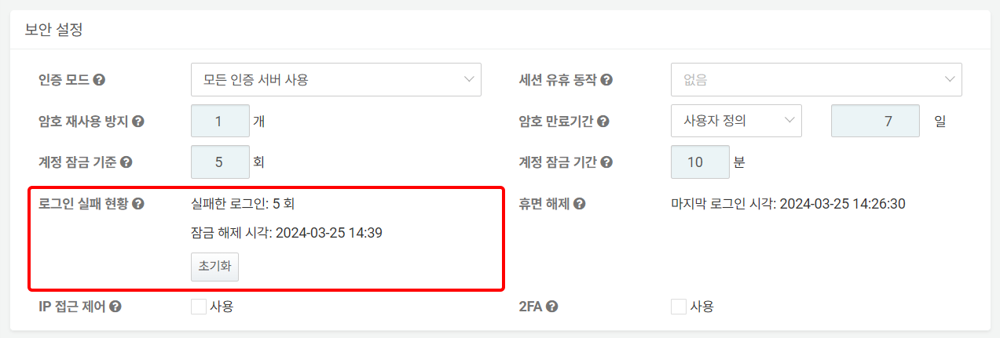 보안 설정
인증 모드 모든 인증 서버 사용 세션 유휴 동작 없음
암호 재사용 방지 1 개 암호 만료기간 사용자 정의 7 일
계정 잠금 기준 5 회 계정 잠금 기간 10 분
로그인 실패 현황 실패한 로그인: 5 회 휴면 해제 마지막 로그인 시각: 2024-03-25 14:26:30
잠금 해제 시각: 2024-03-25 14:39
초기화
IP 접근 제어 사용 2FA 사용